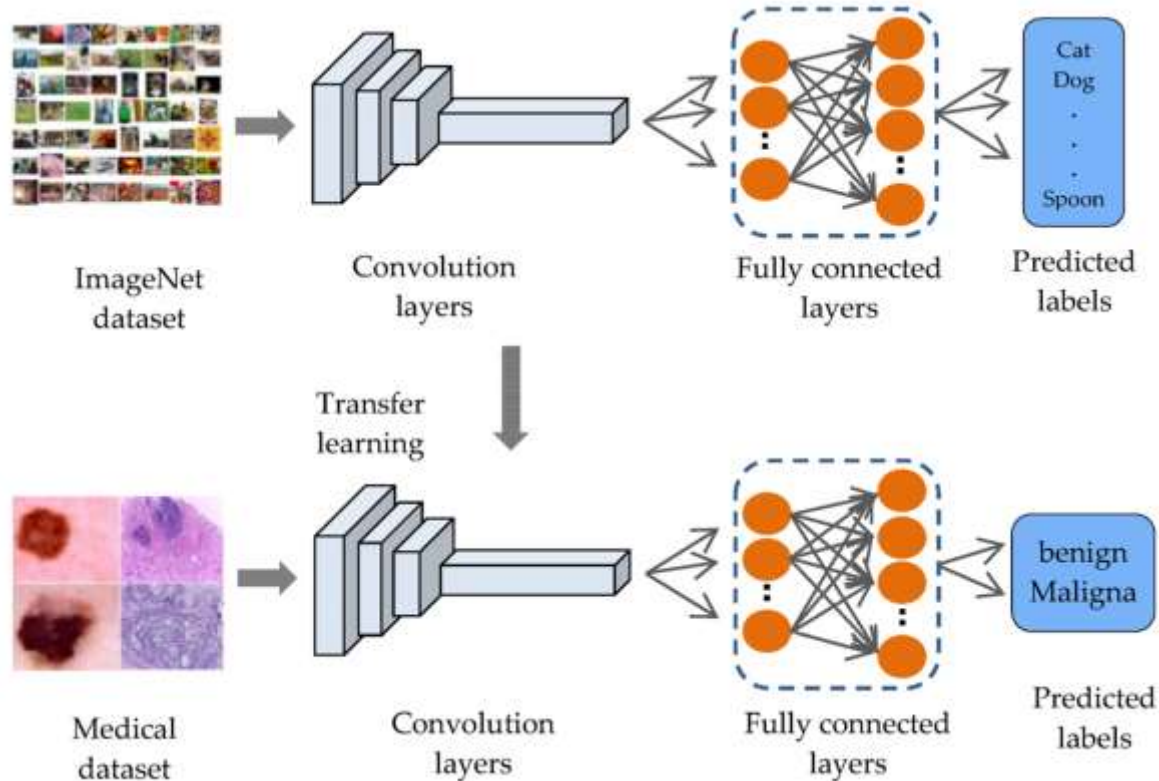 Cat
Dog
.
.
.
Spoon
ImageNet
dataset
Convolution
layers
Fully connected
layers
Predicted
labels
Transfer
learning
benign
Maligna
Medical
dataset
Convolution
layers
Fully connected
layers
Predicted
labels